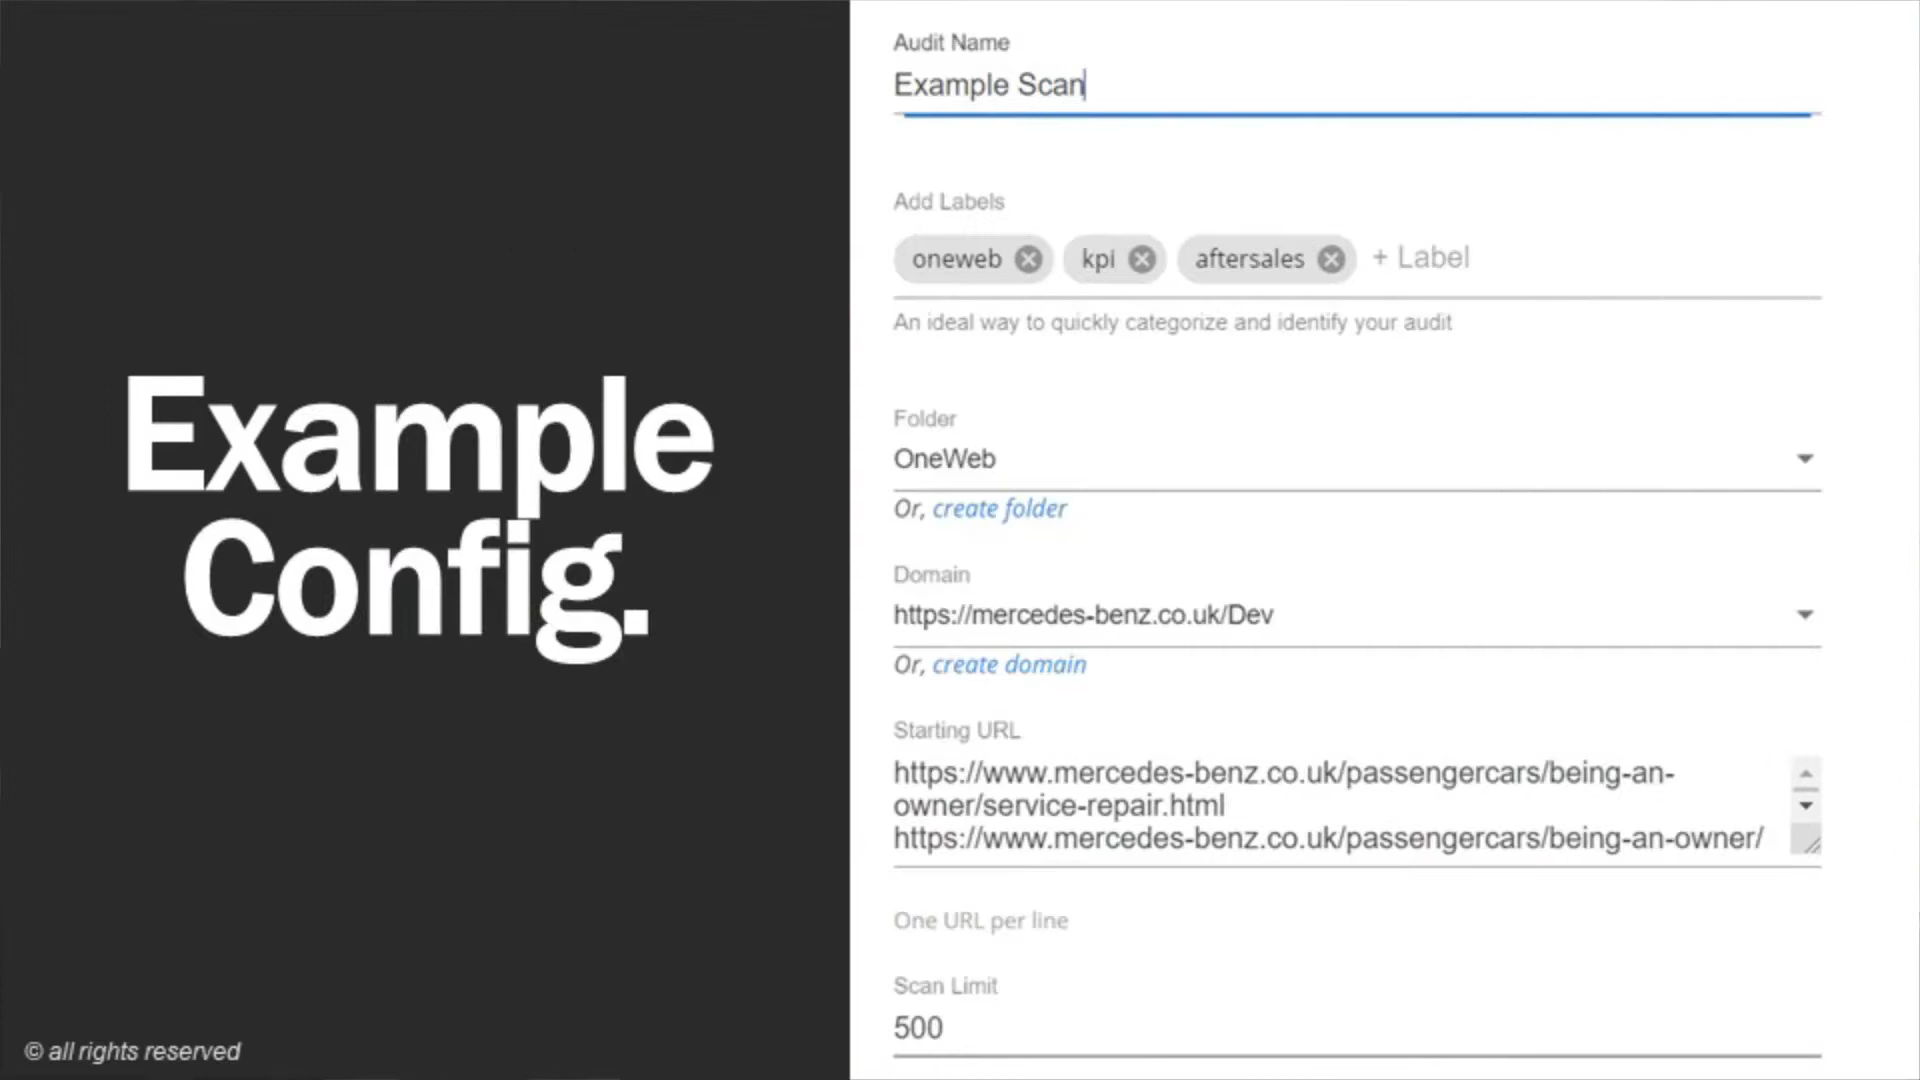 Example
Config.
© all rights reserved
Audit Name
Example Scan
Add Labels
oneweb kpi aftersales + Label
An ideal way to quickly categorize and identify your audit
Folder
OneWeb
Or, create folder
Domain
https://mercedes-benz.co.uk/Dev
Or, create domain
Starting URL
https://www.mercedes-benz.co.uk/passengercars/being-an-
owner/service-repair.html
https://www.mercedes-benz.co.uk/passengercars/being-an-owner/
One URL per line
Scan Limit
500